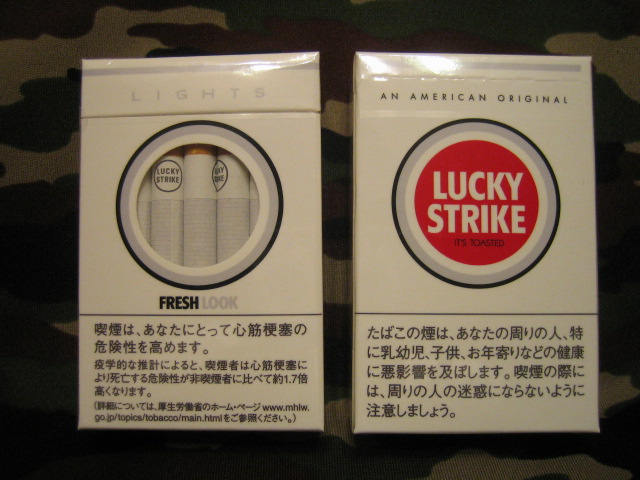 LIGHTS
LUCKY
STRIKE
FRESH LOOK
喫煙は、あなたにとって心筋梗塞の
危険性を高めます。
疫学的な推計によると、喫煙者は心筋梗塞に
より死亡する危険性が非喫煙者に比べて約1.7倍
高くなります。
(詳細については、厚生労働省のホーム・ページ www.mhlw.
go.jp/topics/tobacco/main.htmlをご参照ください。)
AN AMERICAN ORIGINAL
LUCKY
STRIKE
IT'S TOASTED
たばこの煙は、あなたの周りの人、特
に乳幼児、子供、お年寄りなどの健康
に悪影響を及ぼします。喫煙の際に
は、周りの人の迷惑にならないように
注意しましょう。